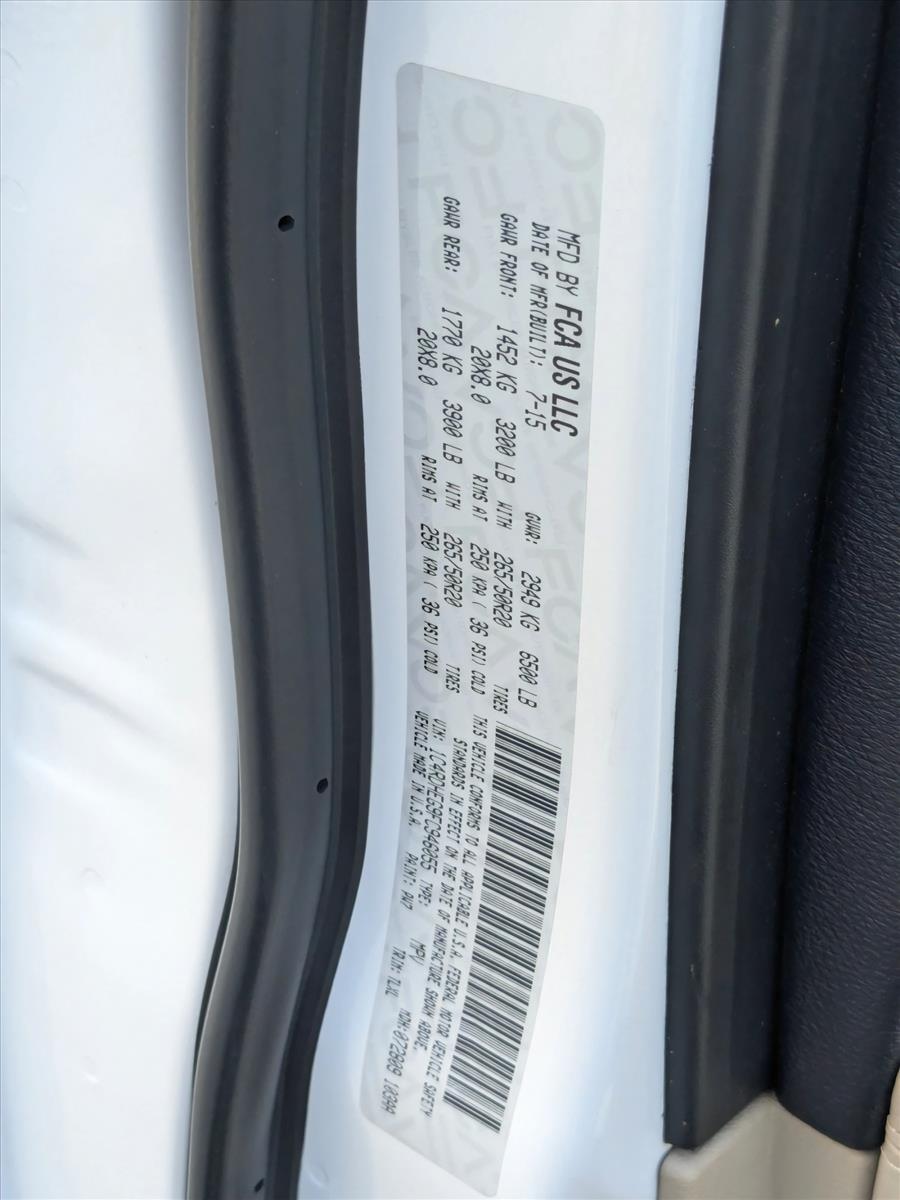 MFD BY FCA US LLC
DATE OF MFR(BUILT): 7-15 GVWR: 2949 KG 6500 LB
GAWR FRONT: 1452 KG 3200 LB WITH 265/50R20 TIRES
20X8.0 RIMS AT 250 KPA ( 36 PSI) COLD
GAWR REAR: 1770 KG 3900 LB WITH 265/50R20 TIRES
20X8.0 RIMS AT 250 KPA ( 36 PSI) COLD
THIS VEHICLE CONFORMS TO ALL APPLICABLE U.S.A. FEDERAL MOTOR VEHICLE SAFETY
STANDARDS IN EFFECT ON THE DATE OF MANUFACTURE SHOWN ABOVE.
VIN: 1C4RDHEG9FC946055 TYPE: MPV MDH:072809
VEHICLE MADE IN U.S.A. PAINT: PW7 TRIM:TLXL